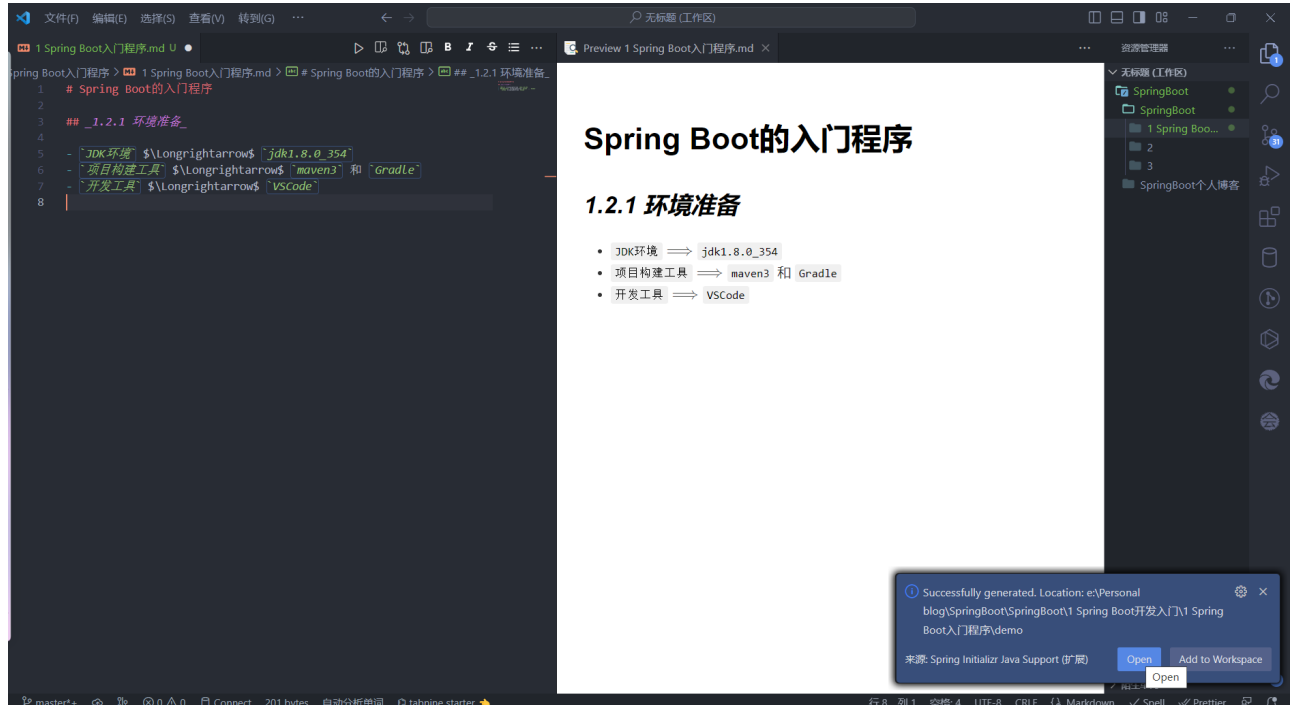 文件(F) 编辑(E) 选择(S) 查看(V) 转到(G) ··· ← → 无标题 (工作区)
1 Spring Boot入门程序.md U ●
B I S ···
Preview 1 Spring Boot入门程序.md ×
···
资源管理器 ···
pring Boot入门程序 > 1 Spring Boot入门程序.md > # Spring Boot的入门程序 > ## _1.2.1 环境准备_
1 # Spring Boot的入门程序
2
3 ## _1.2.1 环境准备_
4
5 - `JDK环境` $\Longrightarrow$ `jdk1.8.0_354`
6 - `项目构建工具` $\Longrightarrow$ `maven3` 和 `Gradle`
7 - `开发工具` $\Longrightarrow$ `VSCode`
8
Spring Boot的入门程序
1.2.1 环境准备
• JDK环境 ⟹ jdk1.8.0_354
• 项目构建工具 ⟹ maven3 和 Gradle
• 开发工具 ⟹ VSCode
无标题 (工作区)
SpringBoot
SpringBoot
1 Spring Boo...
2
3
SpringBoot个人博客
1
31
Successfully generated. Location: e:\Personal
blog\SpringBoot\SpringBoot\1 Spring Boot开发入门\1 Spring
Boot入门程序\demo
来源: Spring Initializr Java Support (扩展)
Open
Add to Workspace
Open
master*+ 0 0 Connect 201 bytes 自动分析单词 tabnine starter
行 8, 列 1 空格: 4 UTF-8 CRLF Markdown Spell Prettier